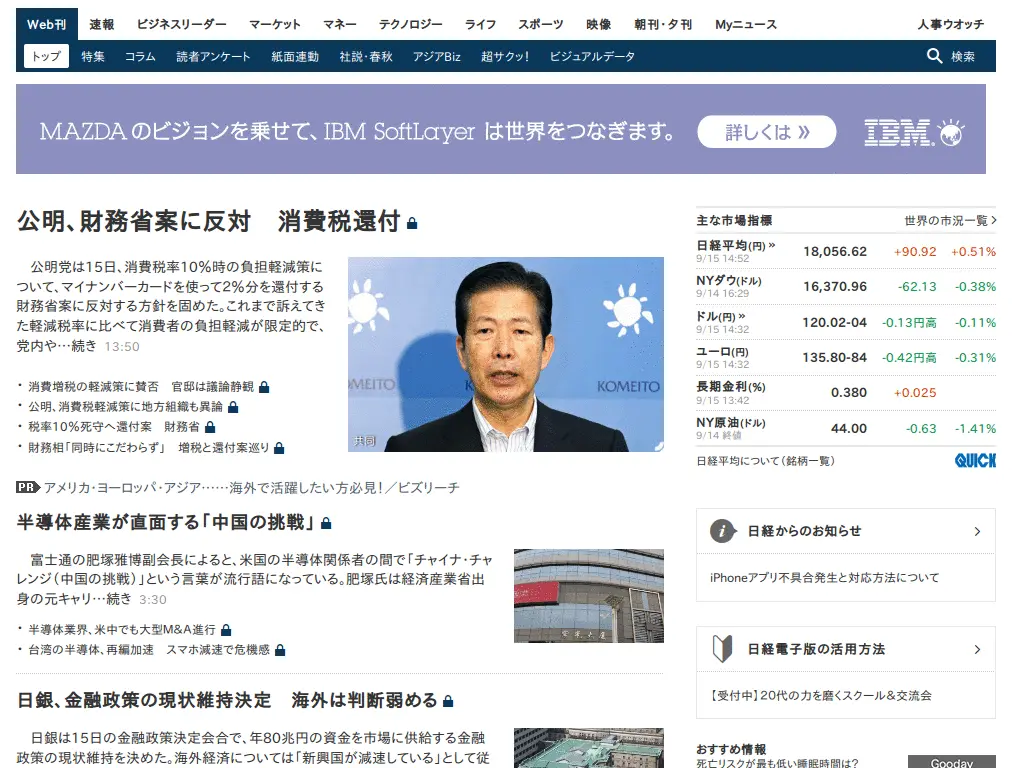 Web刊 速報 ビジネスリーダー マーケット マネー テクノロジー ライフ スポーツ 映像 朝刊・夕刊 Myニュース 人事ウオッチ
トップ 特集 コラム 読者アンケート 紙面連動 社説・春秋 アジアBiz 超サクッ! ビジュアルデータ 検索
MAZDAのビジョンを乗せて、IBM SoftLayer は世界をつなぎます。 詳しくは » IBM
公明、財務省案に反対 消費税還付
公明党は15日、消費税率10%時の負担軽減策に
ついて、マイナンバーカードを使って2%分を還付する
財務省案に反対する方針を固めた。これまで訴えてき
た軽減税率に比べて消費者の負担軽減が限定的で、
党内や…続き 13:50
・消費増税の軽減策に賛否 官邸は議論静観
・公明、消費税軽減策に地方組織も異論
・税率10%死守へ還付案 財務省
・財務相「同時にこだわらず」 増税と還付案巡り
KOMEITO
共同
PR アメリカ・ヨーロッパ・アジア……海外で活躍したい方必見!／ビズリーチ
半導体産業が直面する「中国の挑戦」
富士通の肥塚雅博副会長によると、米国の半導体関係者の間で「チャイナ・チャ
レンジ(中国の挑戦)」という言葉が流行語になっている。肥塚氏は経済産業省出
身の元キャリ…続き 3:30
・半導体業界、米中でも大型M&A進行
・台湾の半導体、再編加速 スマホ減速で危機感
日銀、金融政策の現状維持決定 海外は判断弱める
日銀は15日の金融政策決定会合で、年80兆円の資金を市場に供給する金融
政策の現状維持を決めた。海外経済については「新興国が減速している」として従
主な市場指標 世界の市況一覧
日経平均(円) » 18,056.62 +90.92 +0.51%
9/15 14:52
NYダウ(ドル) 16,370.96 -62.13 -0.38%
9/14 16:29
ドル(円) » 120.02-04 -0.13円高 -0.11%
9/15 14:32
ユーロ(円) 135.80-84 -0.42円高 -0.31%
9/15 14:32
長期金利(%) 0.380 +0.025
9/15 13:42
NY原油(ドル) 44.00 -0.63 -1.41%
9/14 終値
日経平均について(銘柄一覧) QUICK
日経からのお知らせ
iPhoneアプリ不具合発生と対応方法について
日経電子版の活用方法
【受付中】20代の力を磨くスクール＆交流会
おすすめ情報
死亡リスクが最も低い睡眠時間は? Gooday